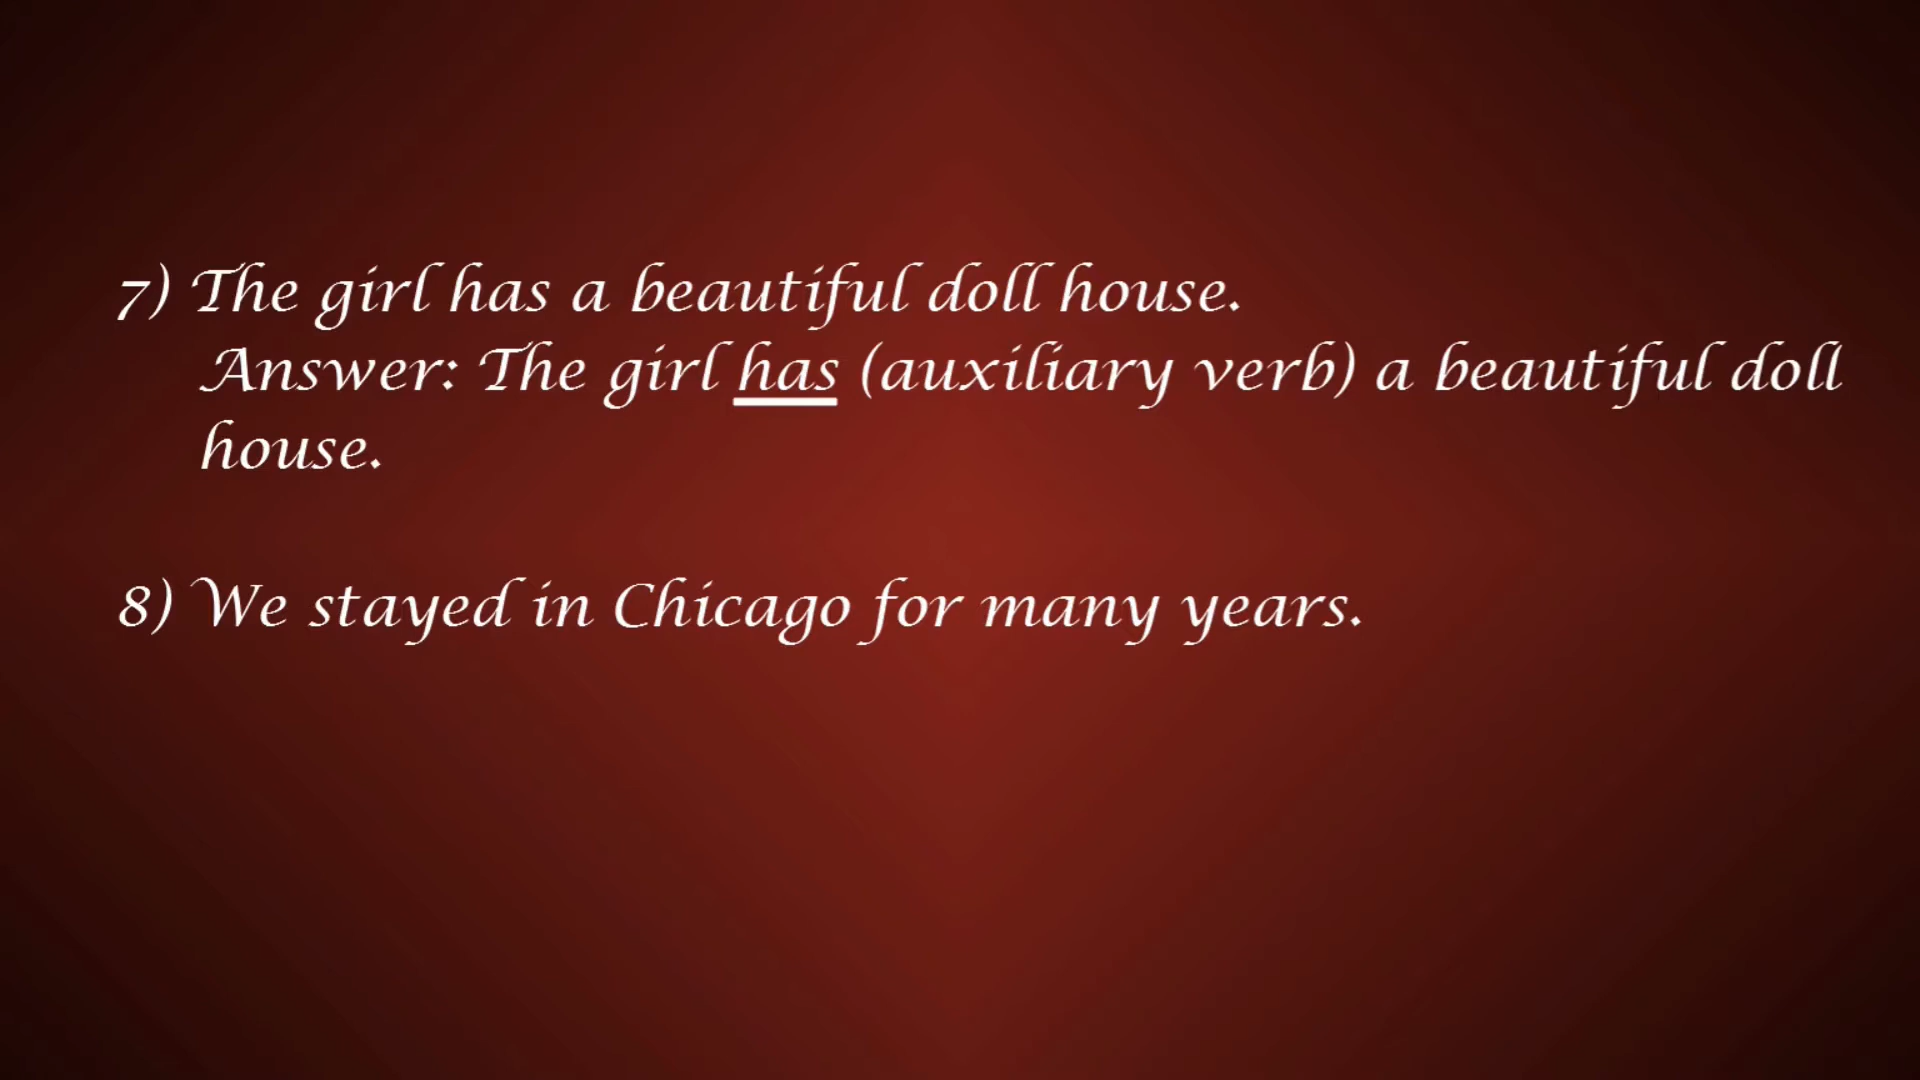 7) The girl has a beautiful doll house.
Answer: The girl has (auxiliary verb) a beautiful doll
house.
8) We stayed in Chicago for many years.